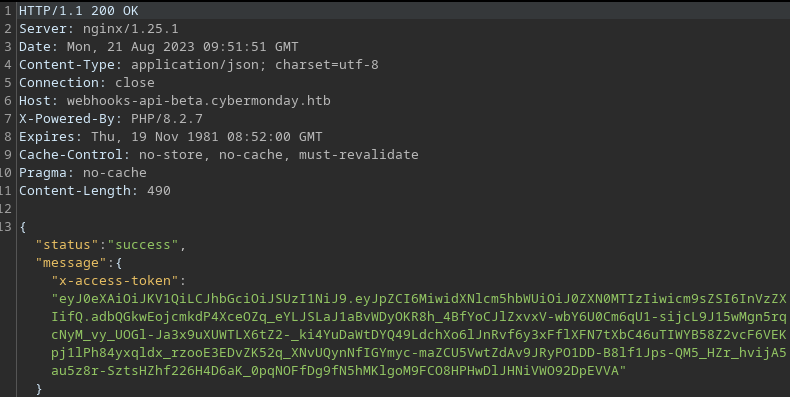 1 HTTP/1.1 200 OK
2 Server: nginx/1.25.1
3 Date: Mon, 21 Aug 2023 09:51:51 GMT
4 Content-Type: application/json; charset=utf-8
5 Connection: close
6 Host: webhooks-api-beta.cybermonday.htb
7 X-Powered-By: PHP/8.2.7
8 Expires: Thu, 19 Nov 1981 08:52:00 GMT
9 Cache-Control: no-store, no-cache, must-revalidate
10 Pragma: no-cache
11 Content-Length: 490
12
13 {
"status":"success",
"message":{
"x-access-token":
"eyJ0eXAiOiJKV1QiLCJhbGciOiJSUzI1NiJ9.eyJpZCI6MiwidXNlcm5hbWUiOiJ0ZXN0MTIzIiwicm9sZSI6InVzZX
IifQ.adbQGkwEojcmkdP4XceOZq_eYLJSLaJ1aBvWDyOKR8h_4BfYoCJlZxvxV-wbY6U0Cm6qU1-sijcL9J15wMgn5rq
cNyM_vy_UOGl-Ja3x9uXUWTLX6tZ2-_ki4YuDaWtDYQ49LdchXo6lJnRvf6y3xFflXFN7tXbC46uTIWYB58Z2vcF6VEK
pj1lPh84yxqldx_rzooE3EDvZK52q_XNvUQynNfIGYmyc-maZCU5VwtZdAv9JRyPO1DD-B8lf1Jps-QM5_HZr_hvijA5
au5z8r-SztsHZhf226H4D6aK_0pqNOFfDg9fN5hMKlgoM9FCO8HPHwDlJHNiVWO92DpEVVA"
}